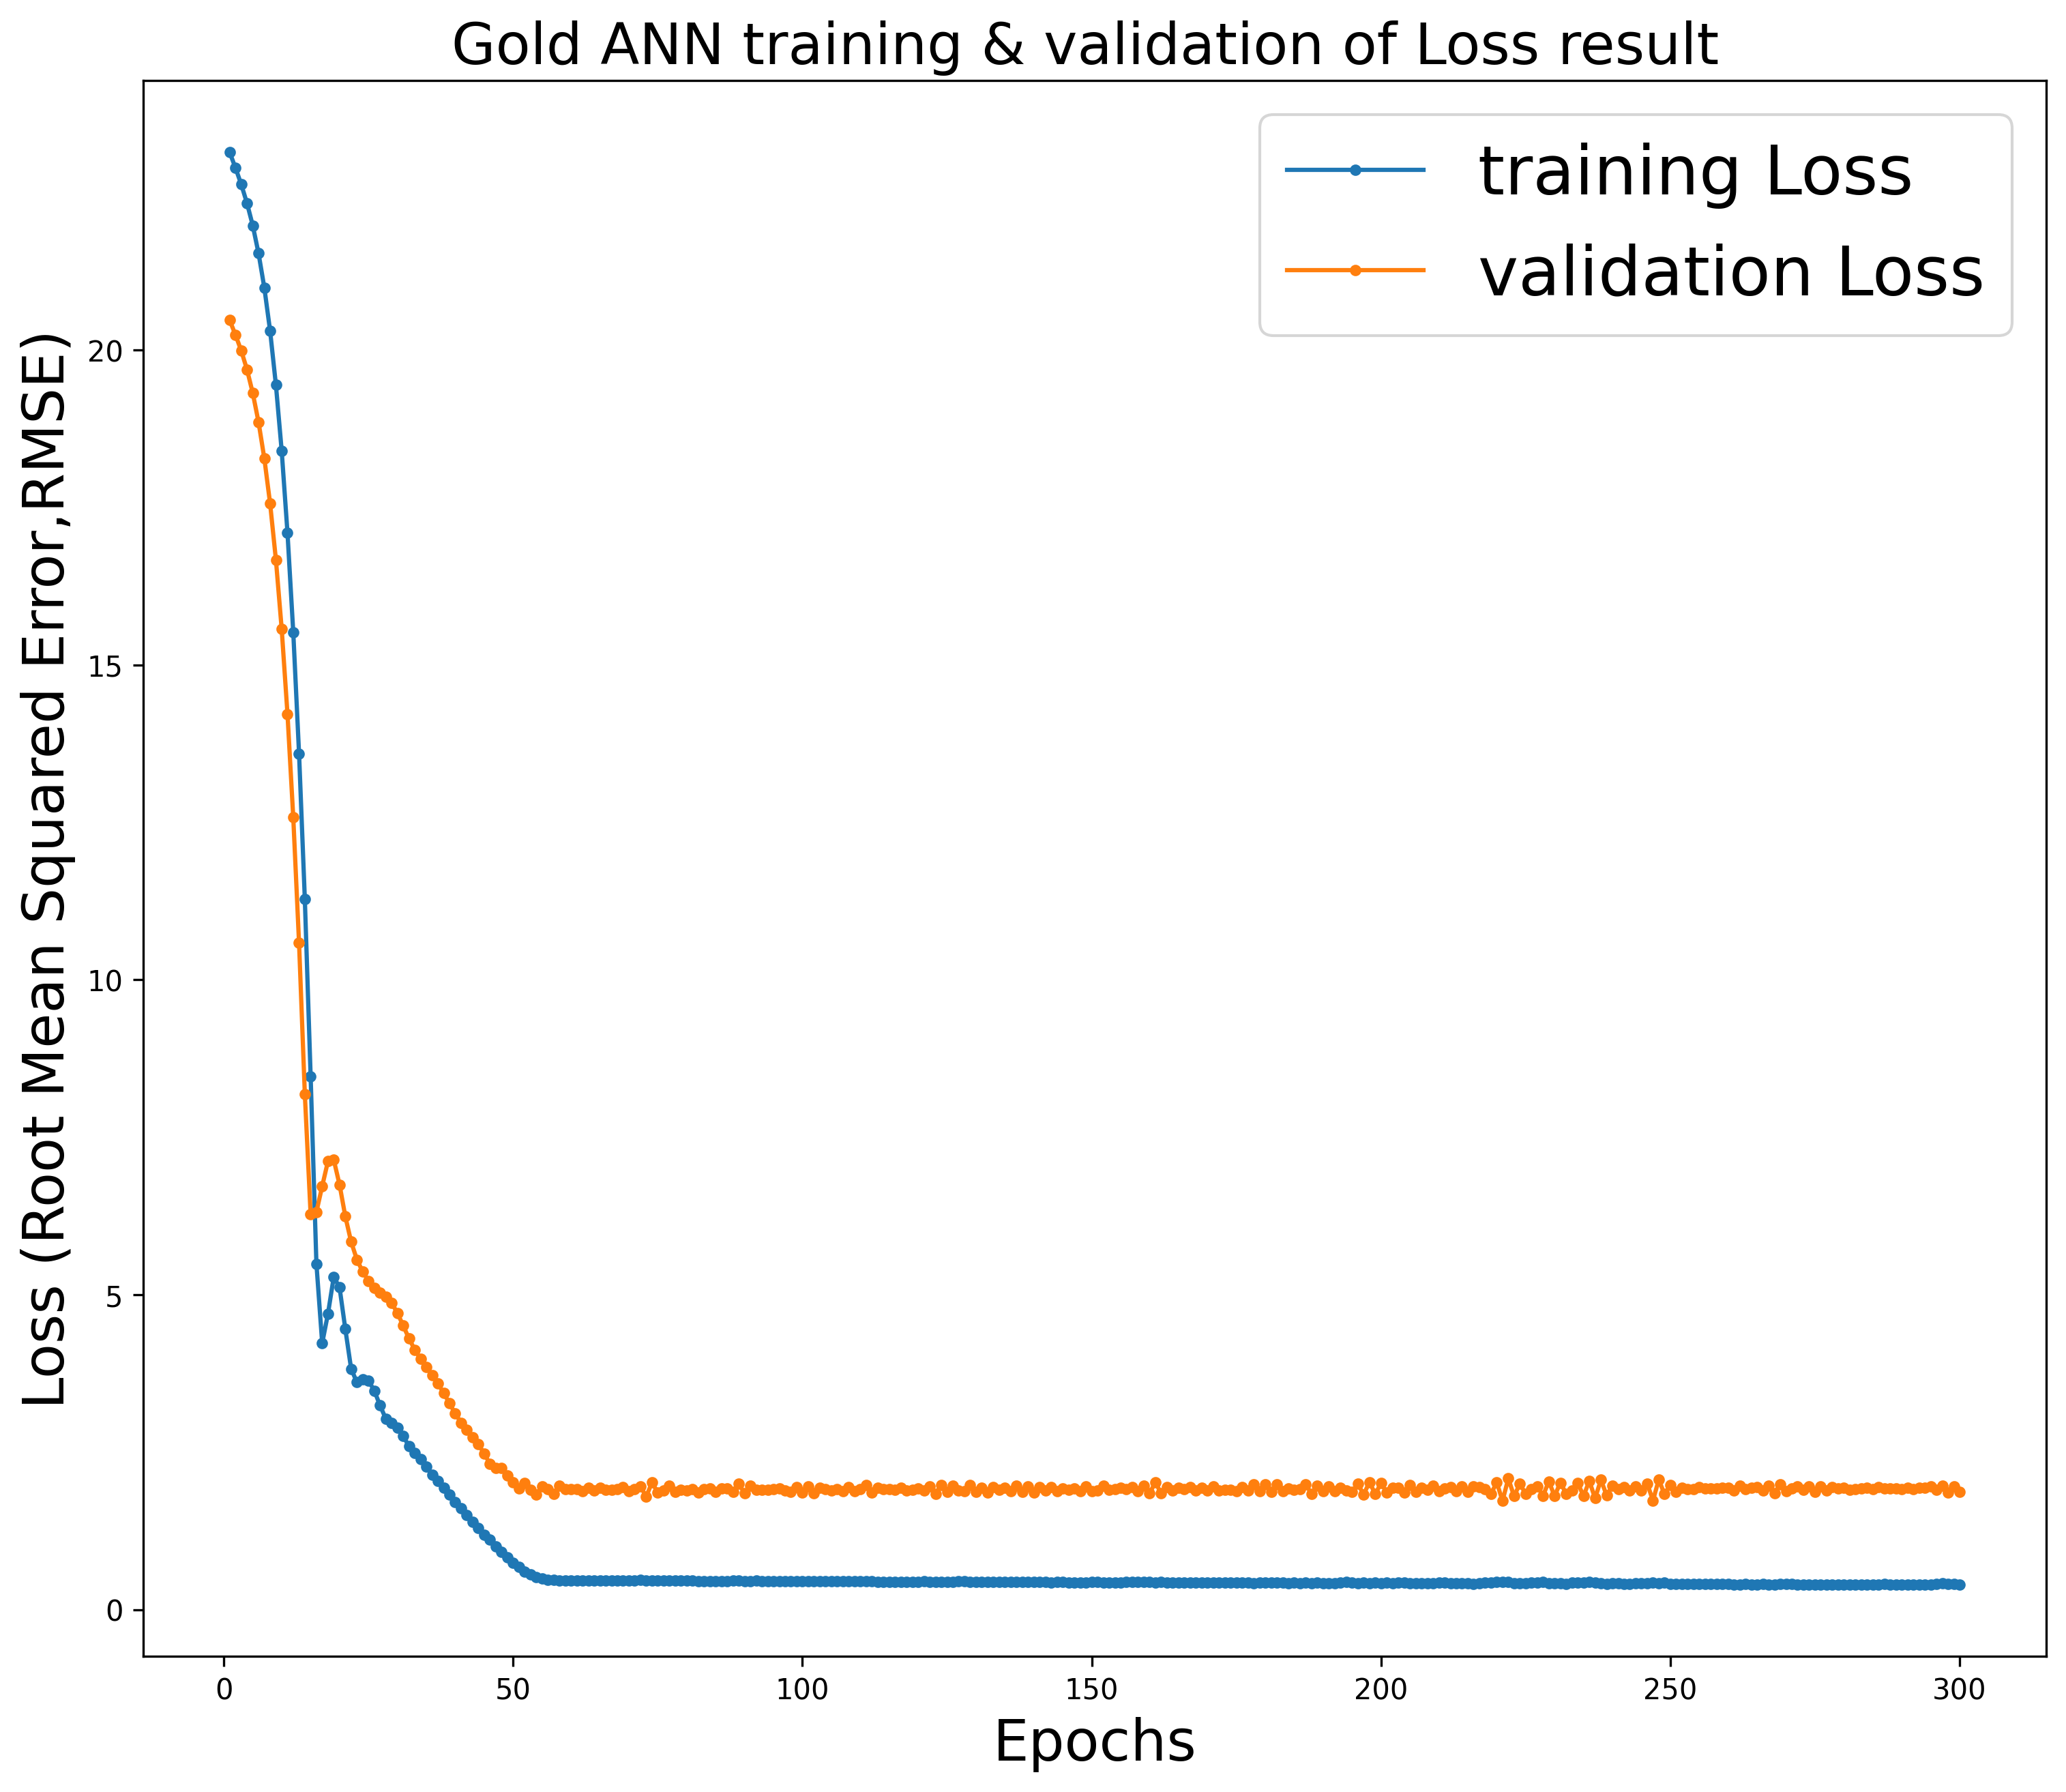 Gold ANN training & validation of Loss result
training Loss
validation Loss
Loss (Root Mean Squared Error,RMSE)
20
15
10
5
0
0 50 100 150 200 250 300
Epochs